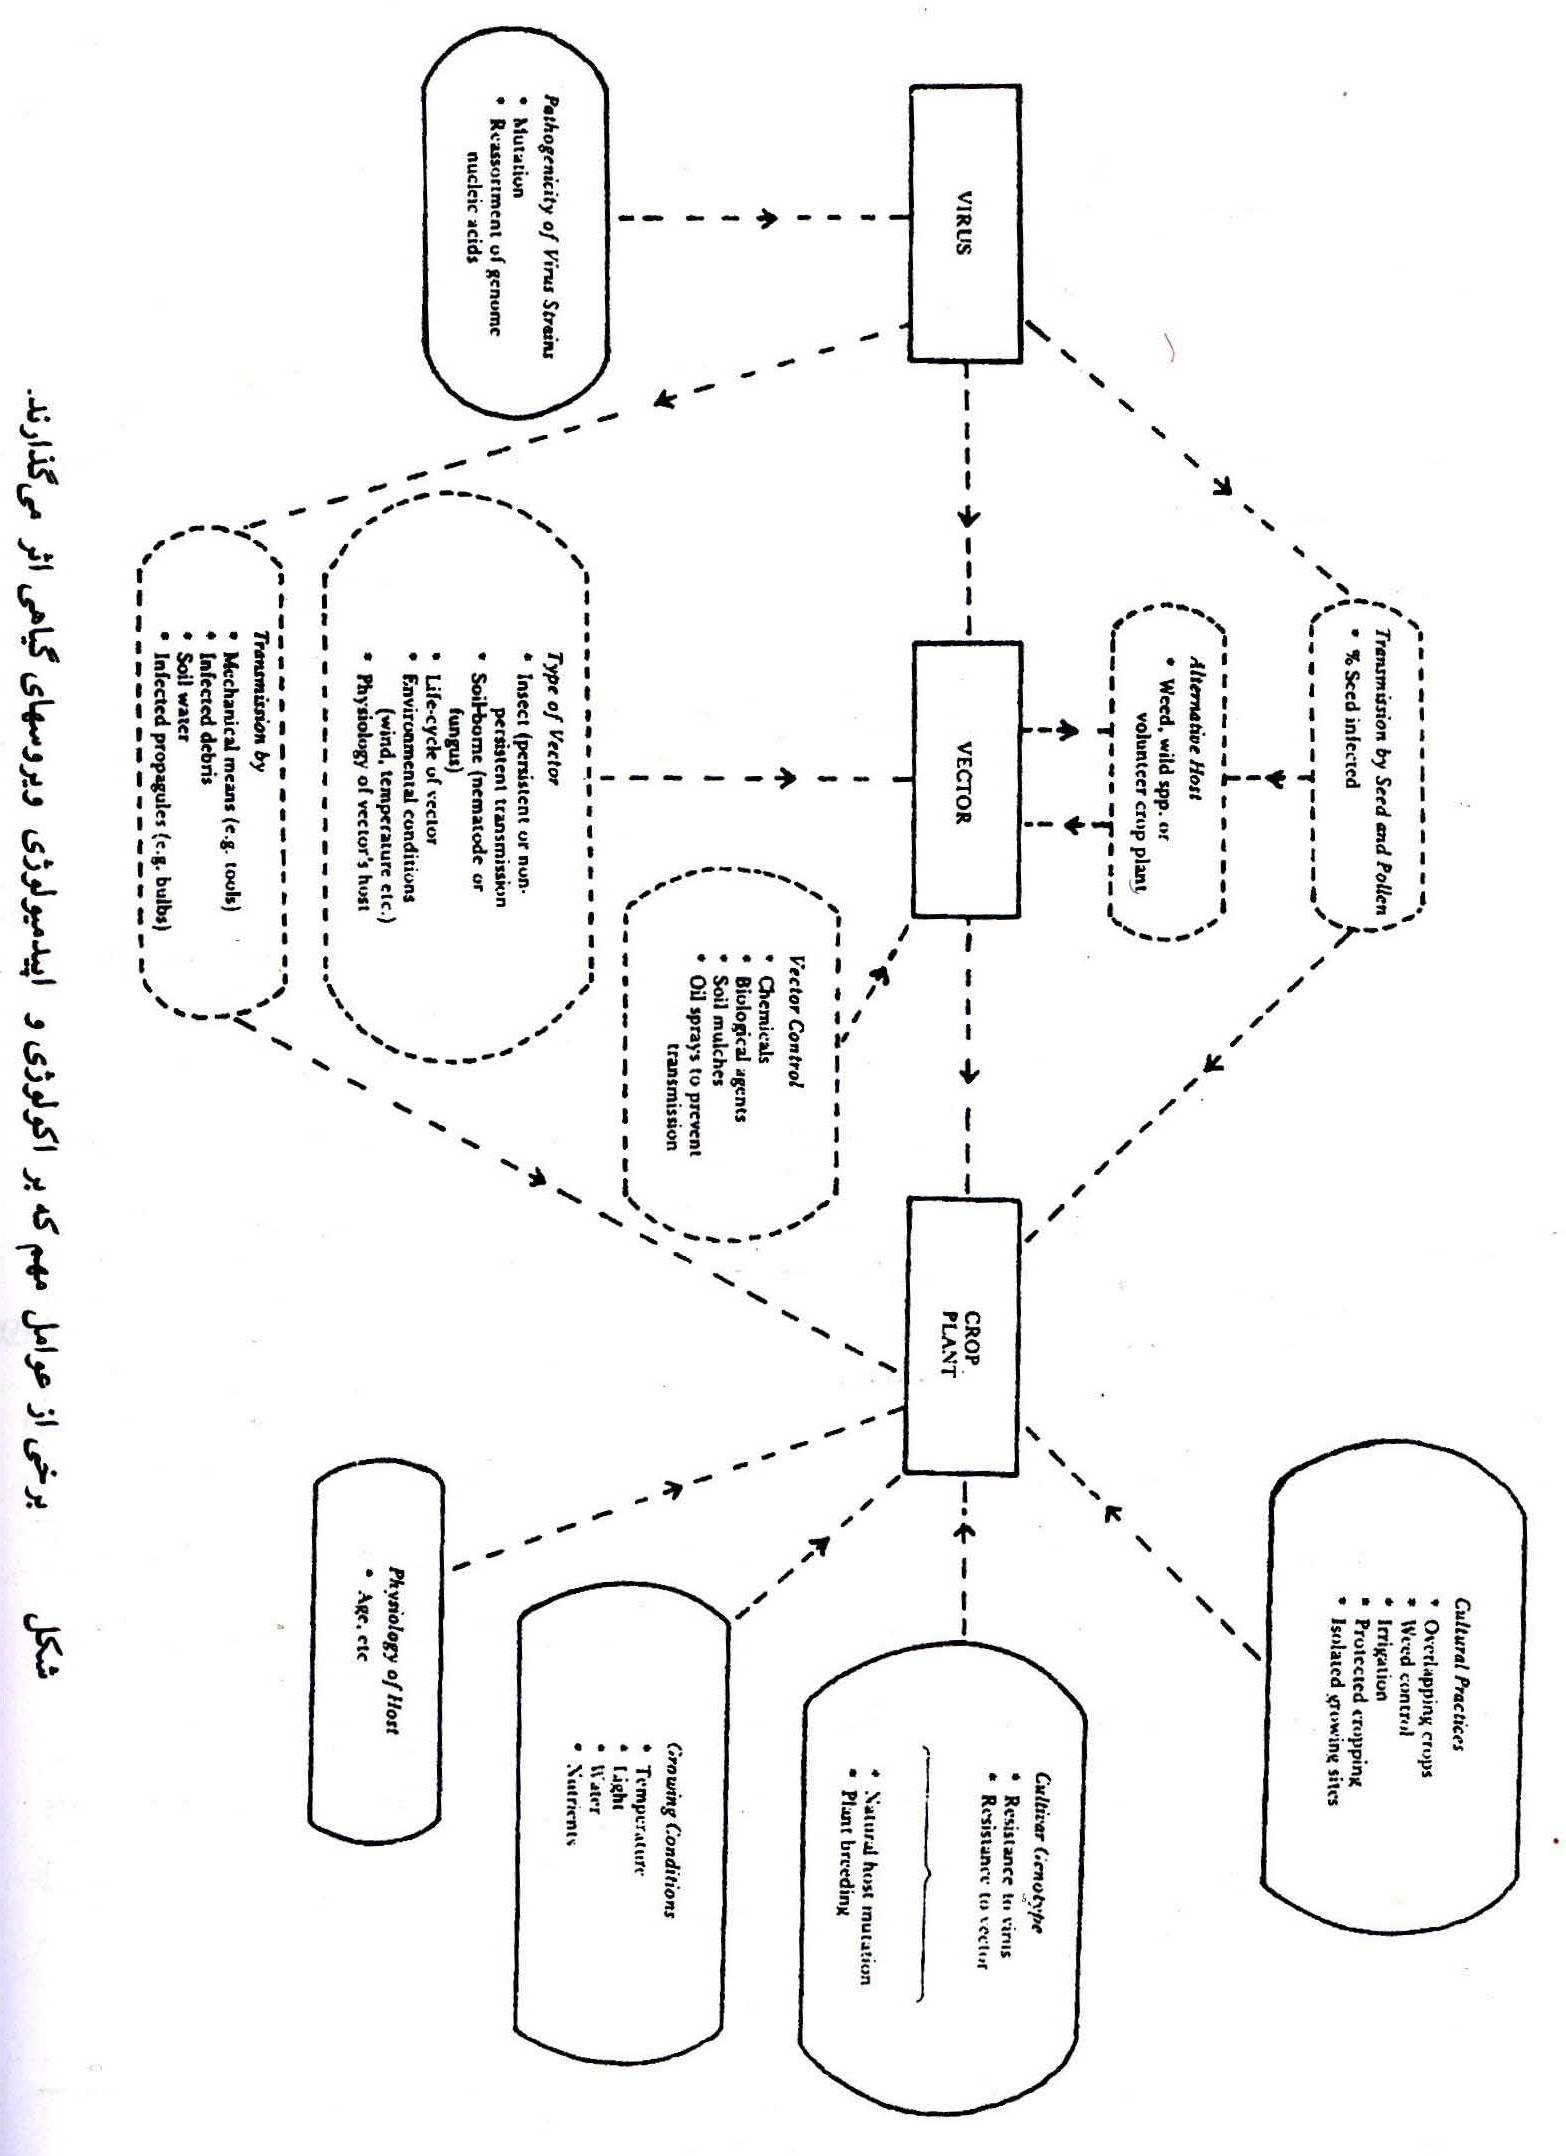 Transmission by Seed and Pollen
• % Seed infected
Alternative Host
• Weed, wild spp. or
volunteer crop plant
VIRUS
VECTOR
CROP
PLANT
Pathogenicity of Virus Strains
• Mutation
• Reassortment of genome
nucleic acids
Type of Vector
• Insect (persistent or non-
persistent transmission
• Soil-borne (nematode or
fungus)
• Life-cycle of vector
• Environmental conditions
(wind, temperature etc.)
• Physiology of vector's host
Vector Control
• Chemicals
• Biological agents
• Soil mulches
• Oil sprays to prevent
transmission
Transmission by
• Mechanical means (e.g. tools)
• Infected debris
• Soil water
• Infected propagules (e.g. bulbs)
Cultural Practices
• Overlapping crops
• Weed control
• Irrigation
• Protected cropping
• Isolated growing sites
Cultivar Genotype
• Resistance to virus
• Resistance to vector
• Natural host mutation
• Plant breeding
Growing Conditions
• Temperature
• Light
• Water
• Nutrients
Physiology of Host
• Age, etc
شکل برخی از عوامل مهم که بر اکولوژی و اپیدمیولوژی ویروسهای گیاهی اثر می‌گذارند.